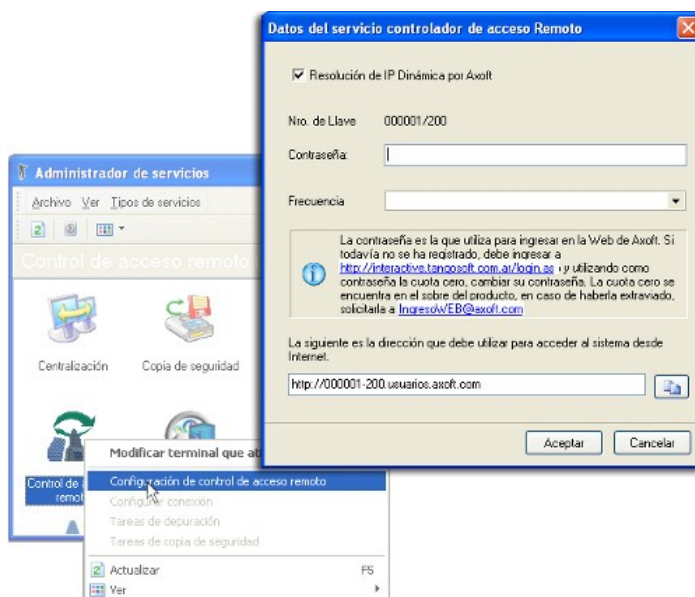 Datos del servicio controlador de acceso Remoto
Resolución de IP Dinámica por Axoft
Nro. de Llave 000001/200
Contraseña:
Frecuencia
La contraseña es la que utiliza para ingresar en la Web de Axoft. Si
todavía no se ha registrado, debe ingresar a
http://interactive.tangosoft.com.ar/login.as y utilizando como
contraseña la cuota cero, cambiar su contraseña. La cuota cero se
encuentra en el sobre del producto, en caso de haberla extraviado,
solicitarla a IngresoWEB@axoft.com
La siguiente es la dirección que debe utilizar para acceder al sistema desde
Internet.
http://000001-200.usuarios.axoft.com
Aceptar Cancelar
Administrador de servicios
Archivo Ver Tipos de servicios
Control de acceso remoto
Centralización Copia de seguridad
Control de
remot
Modificar terminal que
Configuración de control de acceso remoto
Configurar conexión
Tareas de depuración
Tareas de copia de seguridad
Actualizar F5
Ver